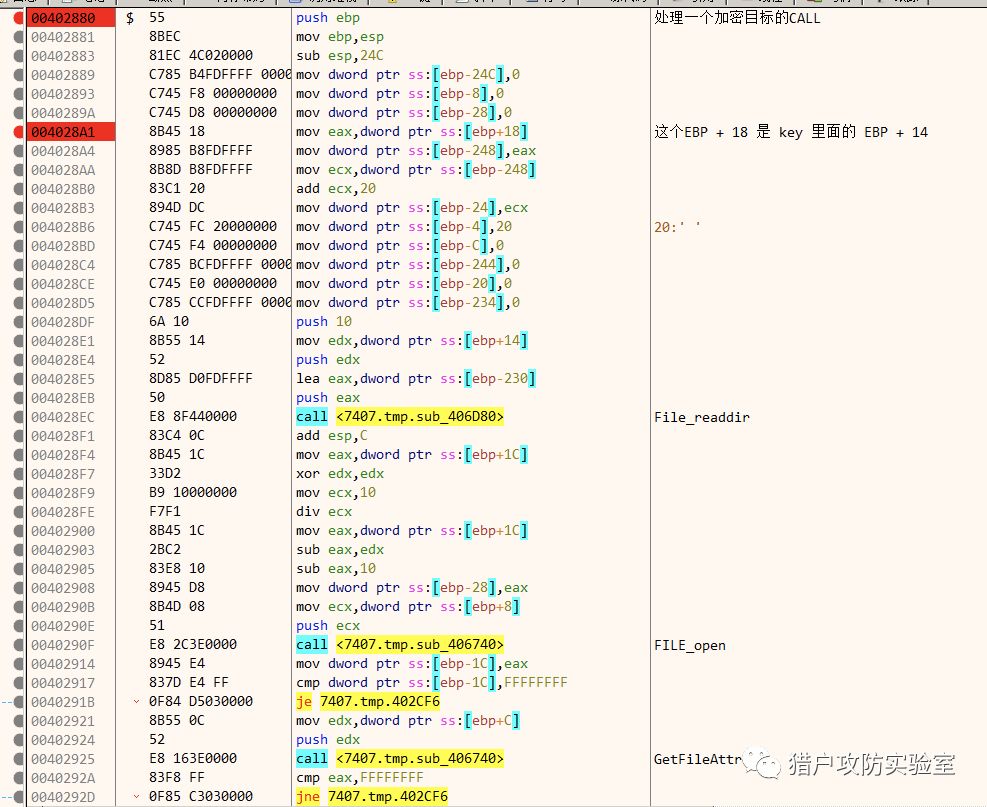 00402880 $ 55 push ebp 处理一个加密目标的CALL
00402881 8BEC mov ebp,esp
00402883 81EC 4C020000 sub esp,24C
00402889 C785 B4FDFFFF 0000 mov dword ptr ss:[ebp-24C],0
00402893 C745 F8 00000000 mov dword ptr ss:[ebp-8],0
0040289A C745 D8 00000000 mov dword ptr ss:[ebp-28],0
004028A1 8B45 18 mov eax,dword ptr ss:[ebp+18] 这个EBP + 18 是 key 里面的 EBP + 14
004028A4 8985 B8FDFFFF mov dword ptr ss:[ebp-248],eax
004028AA 8B8D B8FDFFFF mov ecx,dword ptr ss:[ebp-248]
004028B0 83C1 20 add ecx,20
004028B3 894D DC mov dword ptr ss:[ebp-24],ecx
004028B6 C745 FC 20000000 mov dword ptr ss:[ebp-4],20 20:' '
004028BD C745 F4 00000000 mov dword ptr ss:[ebp-C],0
004028C4 C785 BCFDFFFF 0000 mov dword ptr ss:[ebp-244],0
004028CE C745 E0 00000000 mov dword ptr ss:[ebp-20],0
004028D5 C785 CCFDFFFF 0000 mov dword ptr ss:[ebp-234],0
004028DF 6A 10 push 10
004028E1 8B55 14 mov edx,dword ptr ss:[ebp+14]
004028E4 52 push edx
004028E5 8D85 D0FDFFFF lea eax,dword ptr ss:[ebp-230]
004028EB 50 push eax
004028EC E8 8F440000 call <7407.tmp.sub_406D80> File_readdir
004028F1 83C4 0C add esp,C
004028F4 8B45 1C mov eax,dword ptr ss:[ebp+1C]
004028F7 33D2 xor edx,edx
004028F9 B9 10000000 mov ecx,10
004028FE F7F1 div ecx
00402900 8B45 1C mov eax,dword ptr ss:[ebp+1C]
00402903 2BC2 sub eax,edx
00402905 83E8 10 sub eax,10
00402908 8945 D8 mov dword ptr ss:[ebp-28],eax
0040290B 8B4D 08 mov ecx,dword ptr ss:[ebp+8]
0040290E 51 push ecx
0040290F E8 2C3E0000 call <7407.tmp.sub_406740> FILE_open
00402914 8945 E4 mov dword ptr ss:[ebp-1C],eax
00402917 837D E4 FF cmp dword ptr ss:[ebp-1C],FFFFFFFF
0040291B 0F84 D5030000 je 7407.tmp.402CF6
00402921 8B55 0C mov edx,dword ptr ss:[ebp+C]
00402924 52 push edx
00402925 E8 163E0000 call <7407.tmp.sub_406740> GetFileAttr
0040292A 83F8 FF cmp eax,FFFFFFFF
0040292D 0F85 C3030000 jne 7407.tmp.402CF6
猎户攻防实验室